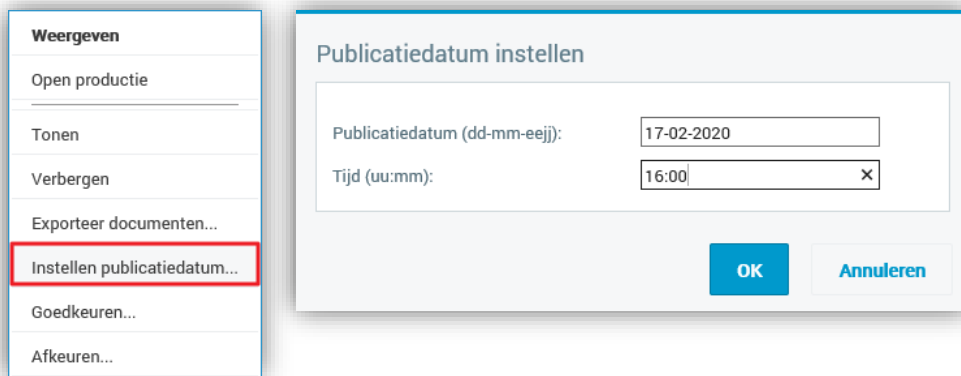 Weergeven
Open productie
Tonen
Verbergen
Exporteer documenten...
Instellen publicatiedatum...
Goedkeuren...
Afkeuren...
Publicatiedatum instellen
Publicatiedatum (dd-mm-eejj): 17-02-2020
Tijd (uu:mm): 16:00
OK Annuleren